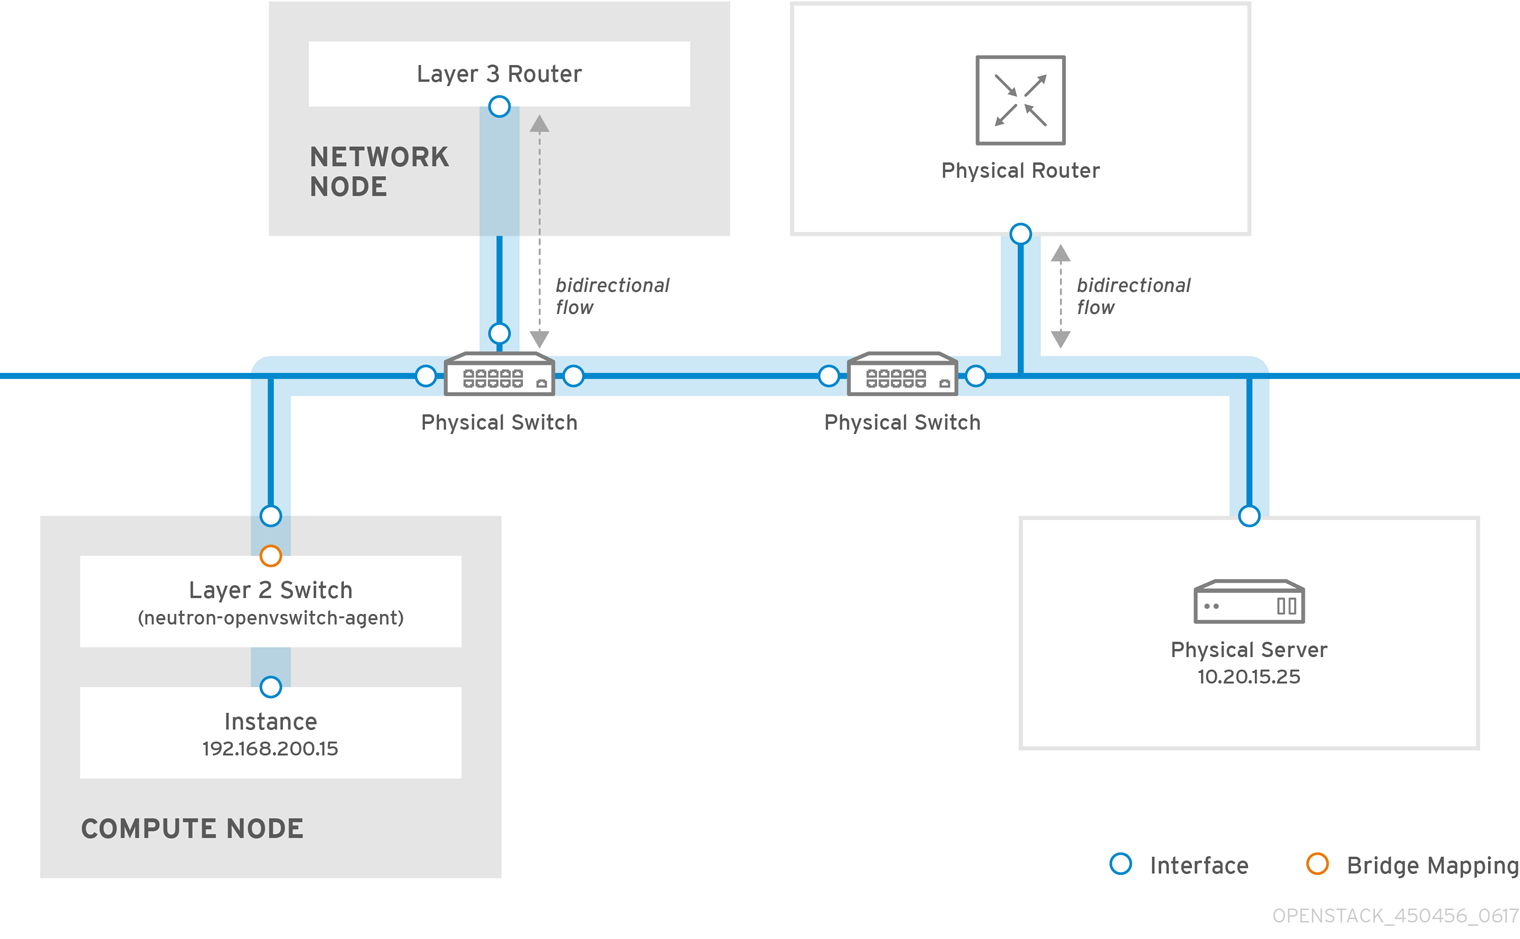 Layer 3 Router
NETWORK
NODE
Physical Router
bidirectional
flow
bidirectional
flow
Physical Switch
Physical Switch
Layer 2 Switch
(neutron-openvswitch-agent)
Instance
192.168.200.15
COMPUTE NODE
Physical Server
10.20.15.25
Interface
Bridge Mapping
OPENSTACK_450456_0617